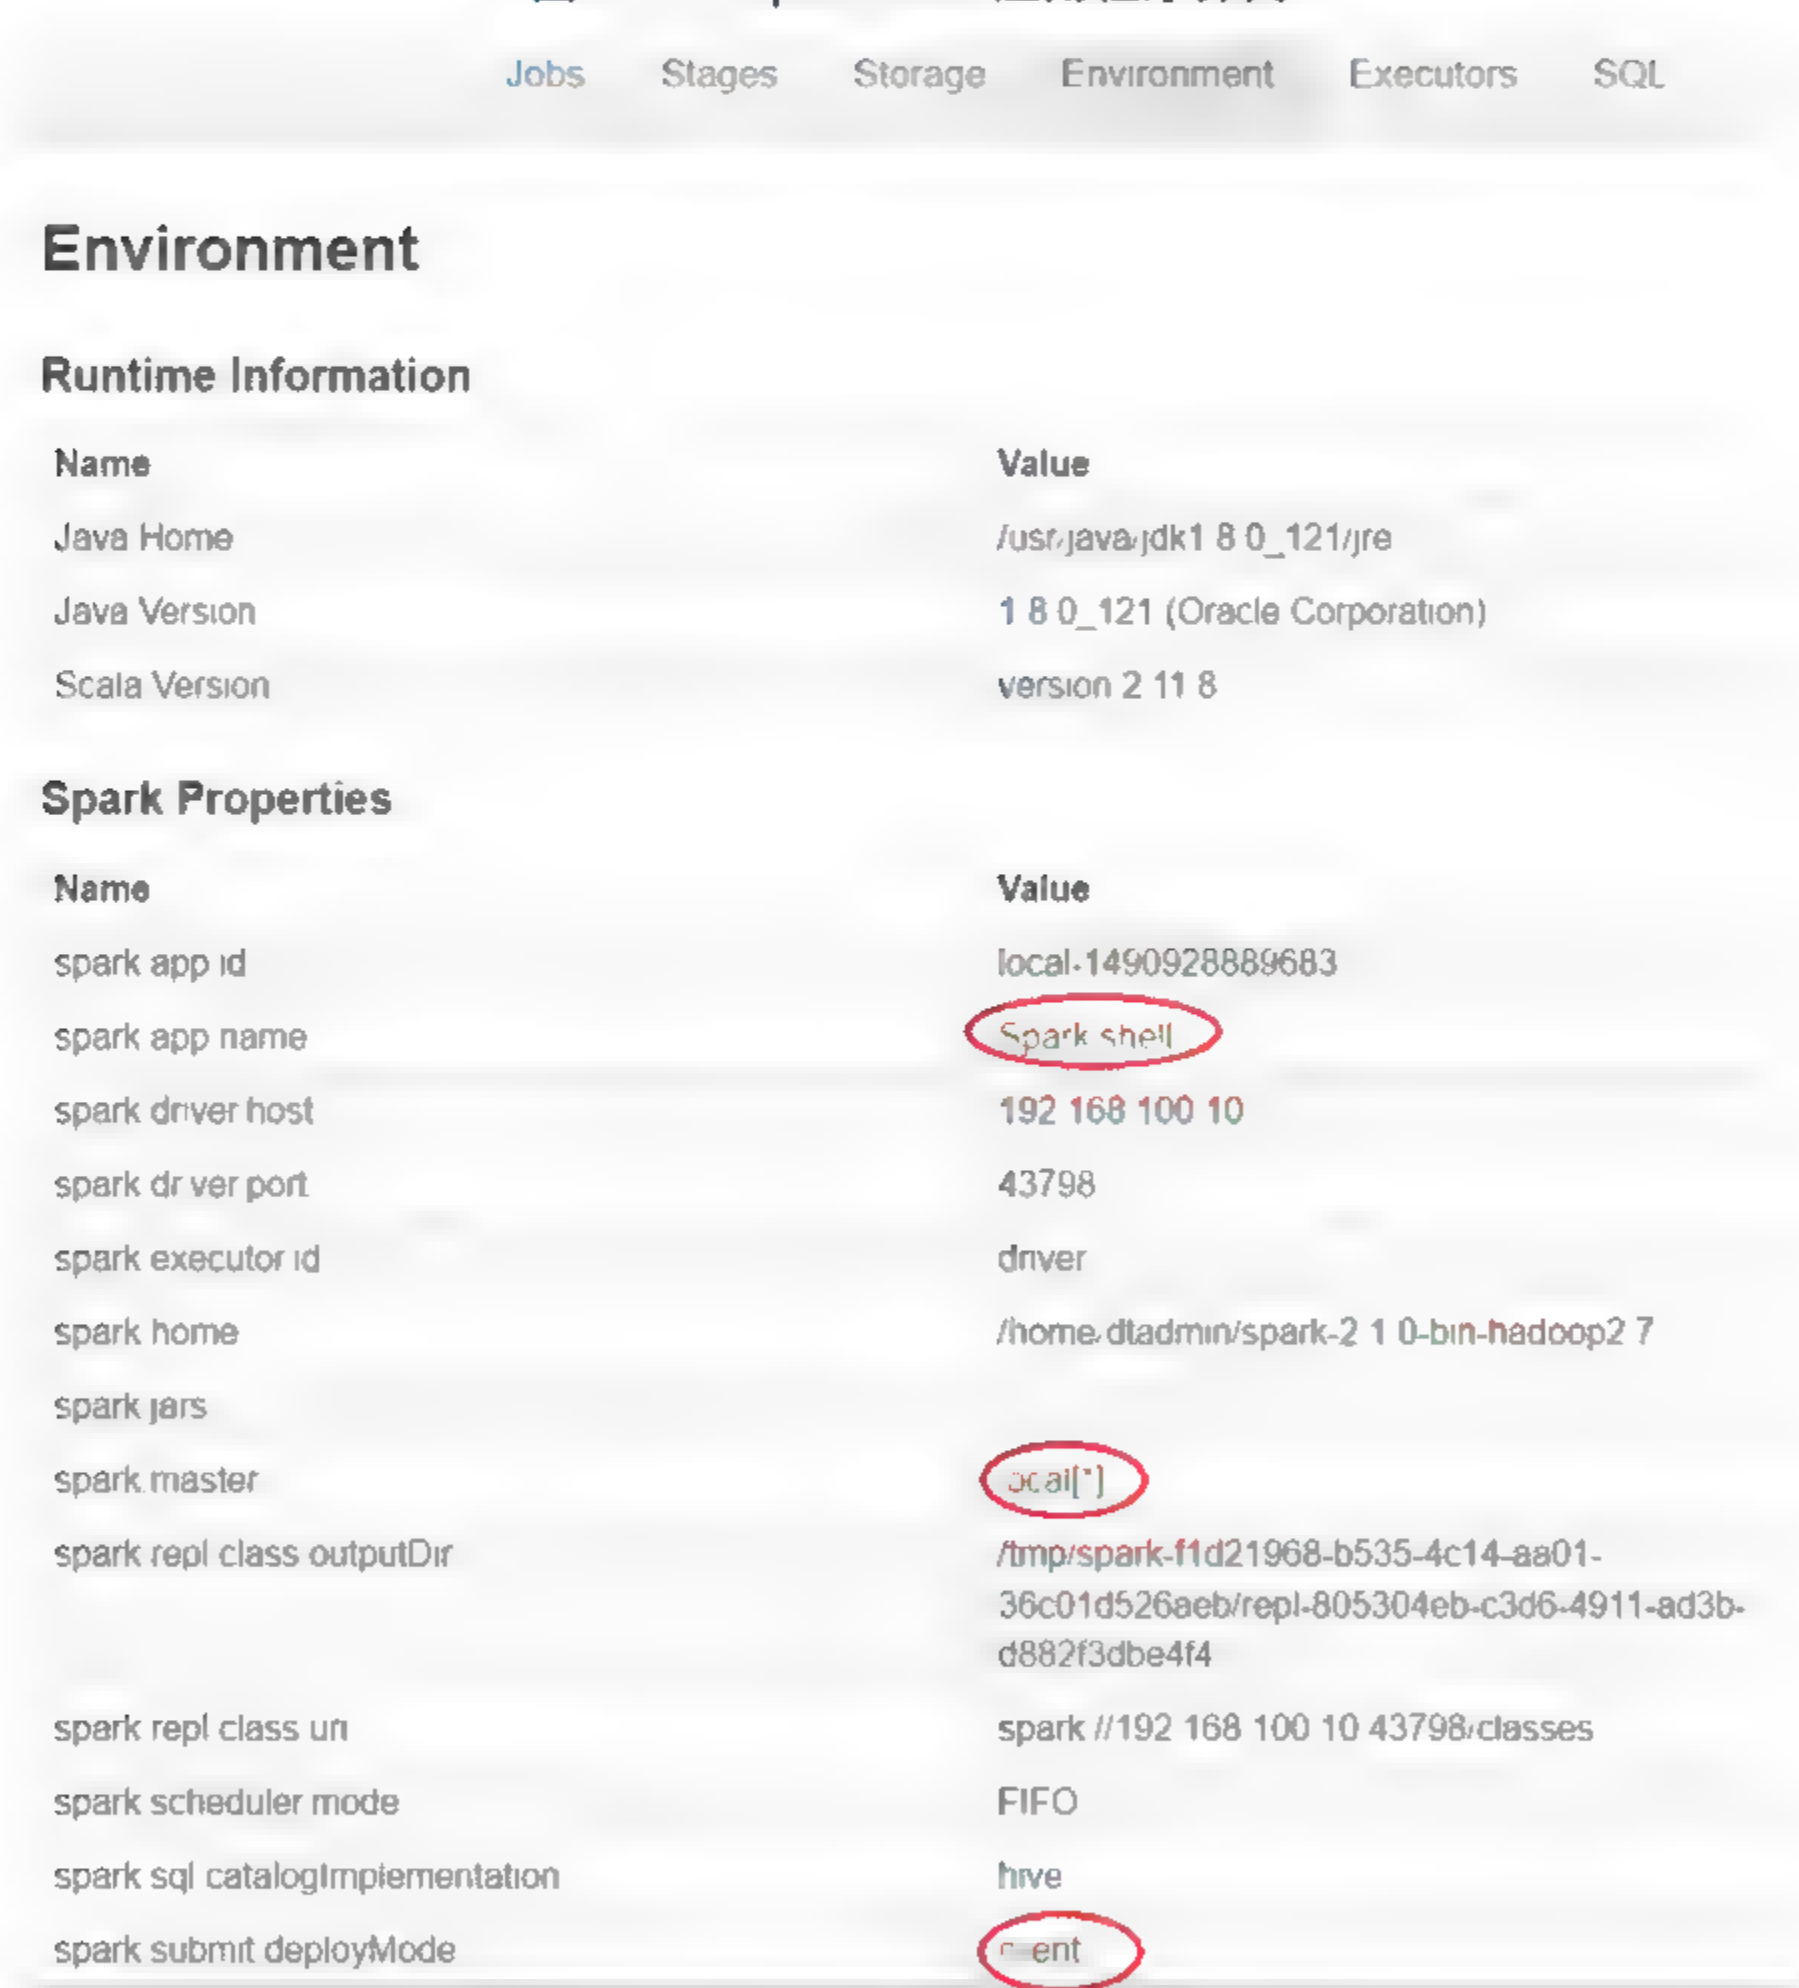 Jobs Stages Storage Environment Executors SQL
Environment
Runtime Information
Name Value
Java Home /usr/java/jdk1 8 0_121/jre
Java Version 1 8 0_121 (Oracle Corporation)
Scala Version version 2 11 8
Spark Properties
Name Value
spark app id local-1490928889683
spark app name Spark shell
spark driver host 192 168 100 10
spark driver port 43798
spark executor id driver
spark home /home/dtadmin/spark-2 1 0-bin-hadoop2 7
spark jars
spark.master local[*]
spark repl class outputDir /tmp/spark-f1d21968-b535-4c14-aa01-
36c01d526aeb/repl-805304eb-c3d6-4911-ad3b-
d882f3dbe4f4
spark repl class uri spark //192 168 100 10 43798/classes
spark scheduler mode FIFO
spark sql catalogImplementation hive
spark submit deployMode client